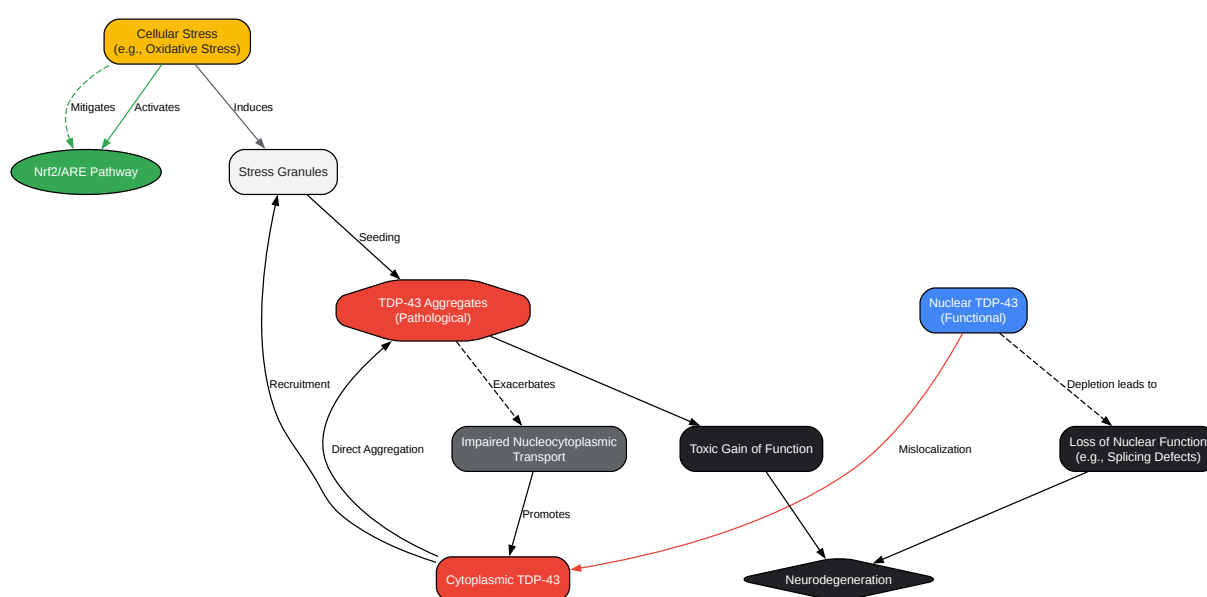 Cellular Stress
(e.g., Oxidative Stress)
Mitigates
Activates
Induces
Nrf2/ARE Pathway
Stress Granules
Seeding
TDP-43 Aggregates
(Pathological)
Nuclear TDP-43
(Functional)
Recruitment
Exacerbates
Depletion leads to
Direct Aggregation
Impaired Nucleocytoplasmic
Transport
Toxic Gain of Function
Mislocalization
Loss of Nuclear Function
(e.g., Splicing Defects)
Promotes
Cytoplasmic TDP-43
Neurodegeneration